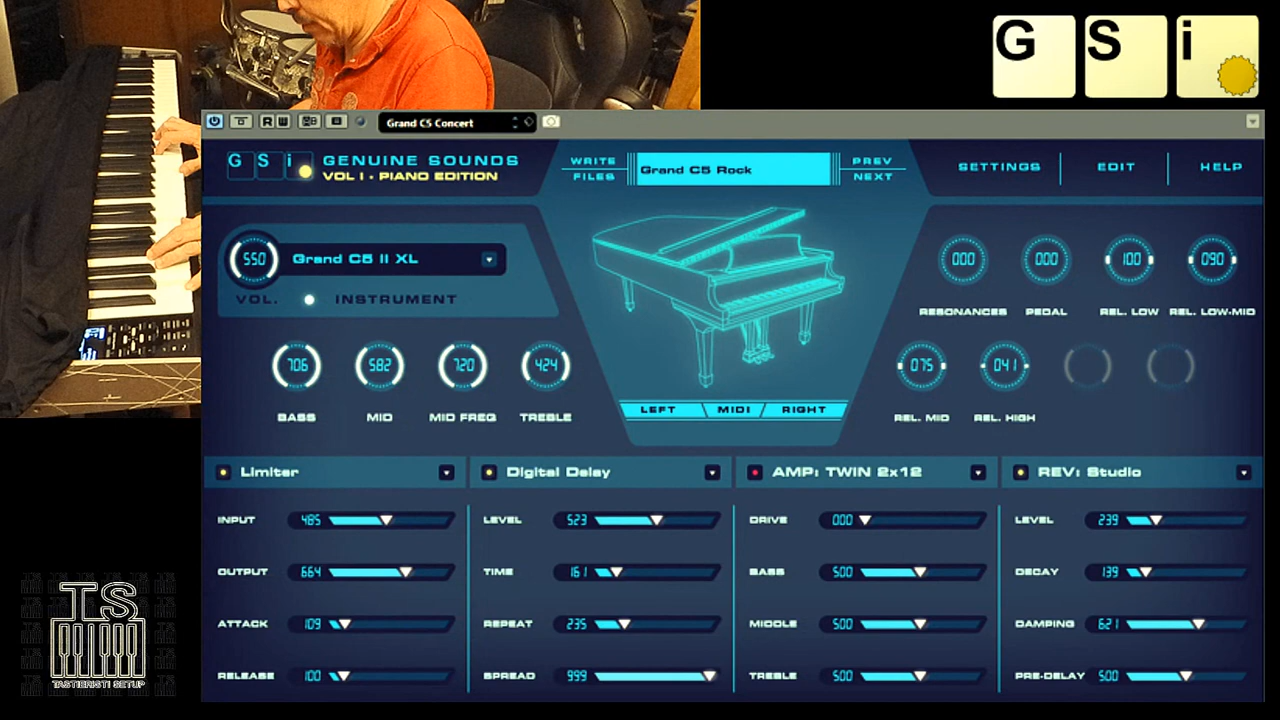 G S i
R W
Grand C5 Concert
G S i
GENUINE SOUNDS
VOL I - PIANO EDITION
WRITE
FILES
Grand C5 Rock
PREV
NEXT
SETTINGS
EDIT
HELP
550
Grand C5 II XL
VOL.
INSTRUMENT
000
000
100
090
RESONANCES
PEDAL
REL. LOW
REL. LOW-MID
706
582
720
424
BASS
MID
MID FREQ
TREBLE
075
041
REL. MID
REL. HIGH
LEFT
MIDI
RIGHT
Limiter
Digital Delay
AMP: TWIN 2x12
REV: Studio
INPUT 485
LEVEL 523
DRIVE 000
LEVEL 239
OUTPUT 664
TIME 161
BASS 500
DECAY 139
ATTACK 109
REPEAT 235
MIDDLE 500
DAMPING 621
RELEASE 100
SPREAD 999
TREBLE 500
PRE-DELAY 500
TS
TASTIERISTI SETUP